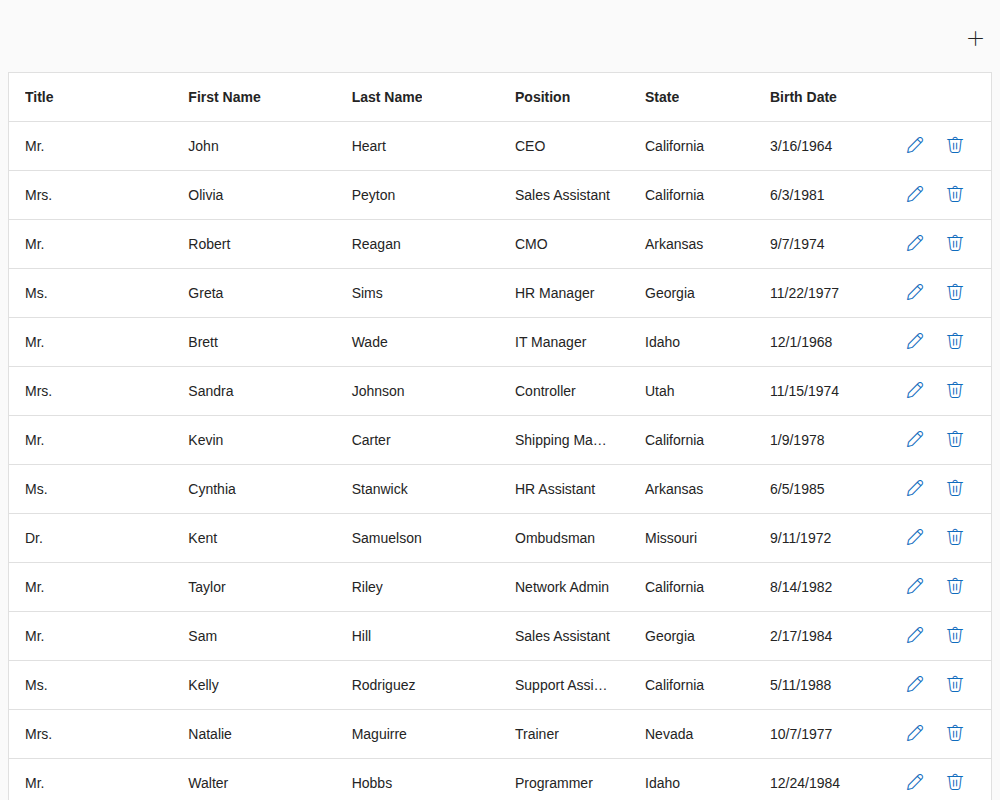 Title First Name Last Name Position State Birth Date
Mr. John Heart CEO California 3/16/1964
Mrs. Olivia Peyton Sales Assistant California 6/3/1981
Mr. Robert Reagan CMO Arkansas 9/7/1974
Ms. Greta Sims HR Manager Georgia 11/22/1977
Mr. Brett Wade IT Manager Idaho 12/1/1968
Mrs. Sandra Johnson Controller Utah 11/15/1974
Mr. Kevin Carter Shipping Ma… California 1/9/1978
Ms. Cynthia Stanwick HR Assistant Arkansas 6/5/1985
Dr. Kent Samuelson Ombudsman Missouri 9/11/1972
Mr. Taylor Riley Network Admin California 8/14/1982
Mr. Sam Hill Sales Assistant Georgia 2/17/1984
Ms. Kelly Rodriguez Support Assi… California 5/11/1988
Mrs. Natalie Maguirre Trainer Nevada 10/7/1977
Mr. Walter Hobbs Programmer Idaho 12/24/1984